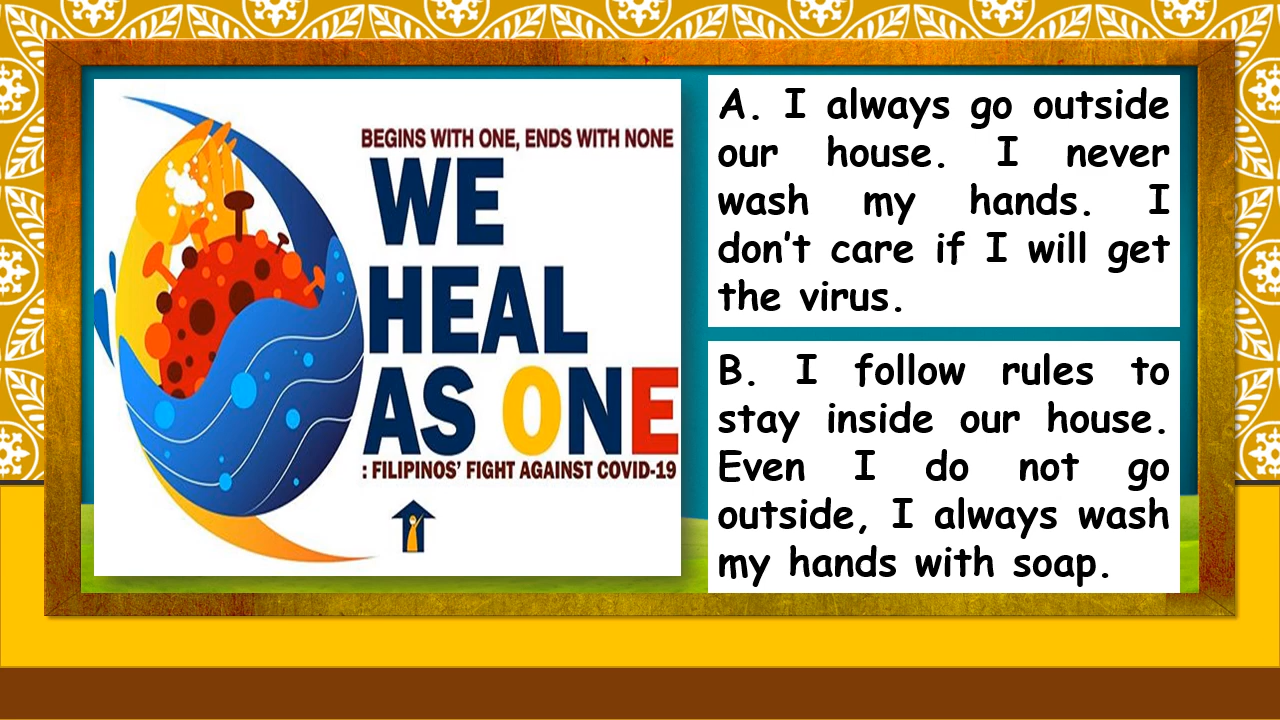 BEGINS WITH ONE, ENDS WITH NONE
WE
HEAL
AS ONE
: FILIPINOS' FIGHT AGAINST COVID-19
A. I always go outside
our house. I never
wash my hands. I
don't care if I will get
the virus.
B. I follow rules to
stay inside our house.
Even I do not go
outside, I always wash
my hands with soap.